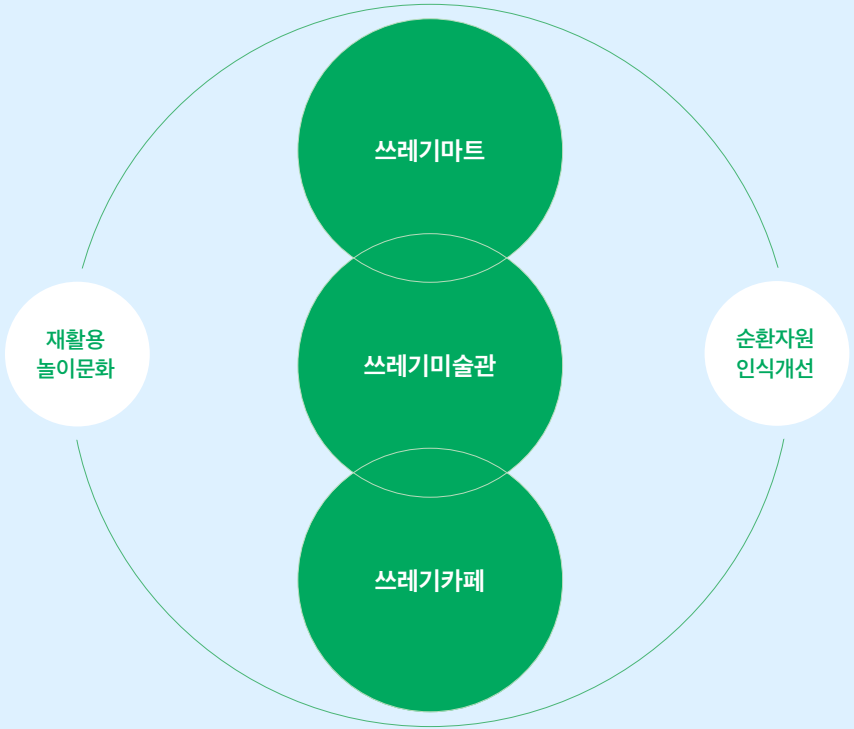 쓰레기마트
재활용
놀이문화
쓰레기미술관
순환자원
인식개선
쓰레기카페